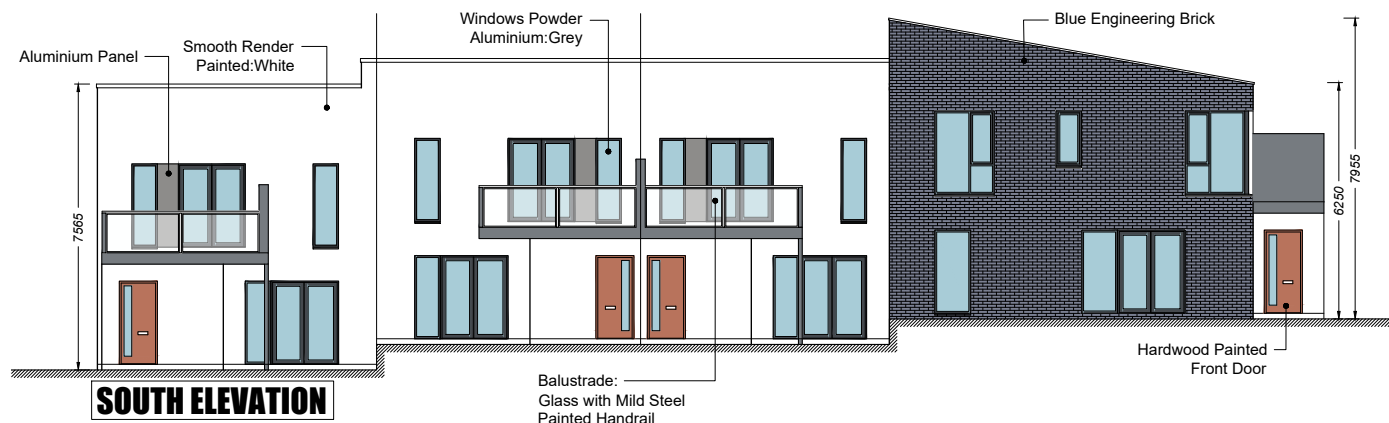 Windows Powder
Aluminium:Grey
Blue Engineering Brick
Smooth Render
Painted:White
Aluminium Panel
7565
6250
7955
Hardwood Painted
Front Door
Balustrade:
Glass with Mild Steel
Painted Handrail
SOUTH ELEVATION